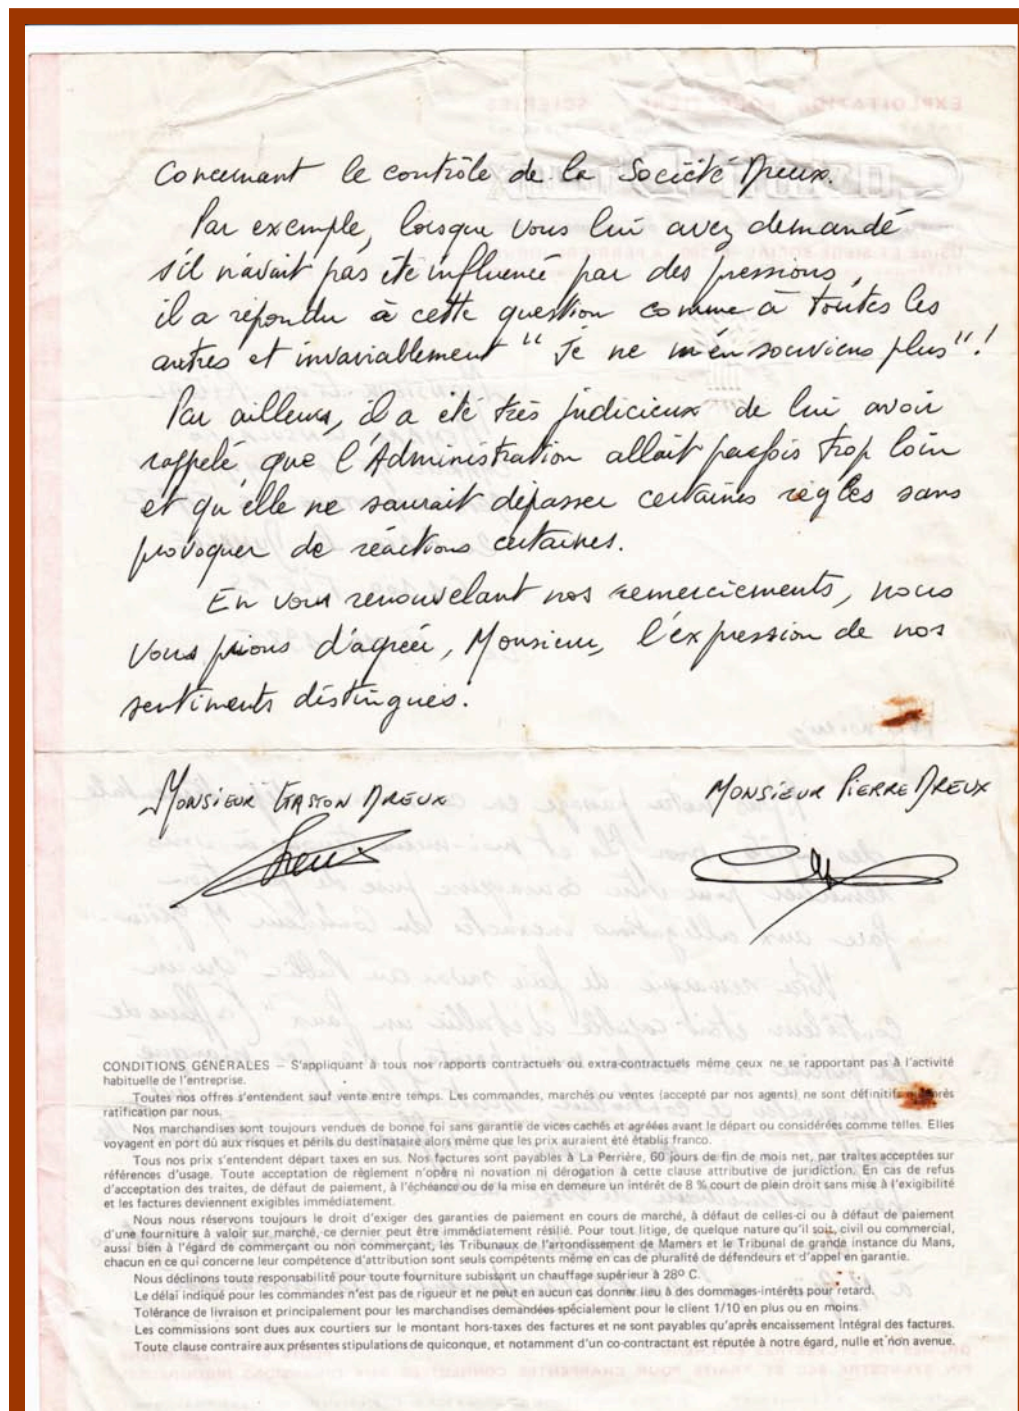 Concernant le contrôle de la Société Dreux.
Par exemple, lorsque vous lui avez demandé
s'il n'avait pas été influencé par des pressions,
il a répondu à cette question comme à toutes les
autres et invariablement "Je ne m'en souviens plus"!
Par ailleurs, il a été très judicieux de lui avoir
rappelé que l'Administration allait parfois trop loin
et qu'elle ne saurait dépasser certaines règles sans
provoquer de réactions certaines.
En vous renouvelant nos remerciements, nous
vous prions d'agréer, Monsieur, l'expression de nos
sentiments distingués.
MONSIEUR GASTON DREUX
MONSIEUR PIERRE DREUX
CONDITIONS GÉNÉRALES – S'appliquant à tous nos rapports contractuels ou extra-contractuels même ceux ne se rapportant pas à l'activité
habituelle de l'entreprise.
Toutes nos offres s'entendent sauf vente entre temps. Les commandes, marchés ou ventes (accepté par nos agents) ne sont définitifs
ratification par nous.
Nos marchandises sont toujours vendues de bonne foi sans garantie de vices cachés et agréées avant le départ ou considérées comme telles. Elles
voyagent en port dû aux risques et périls du destinataire alors même que les prix auraient été établis franco.
Tous nos prix s'entendent départ taxes en sus. Nos factures sont payables à La Perrière, 60 jours de fin de mois net, par traites acceptées sur
références d'usage. Toute acceptation de règlement n'opère ni novation ni dérogation à cette clause attributive de juridiction. En cas de refus
d'acceptation des traites, de défaut de paiement, à l'échéance ou de la mise en demeure un intérêt de 8 % court de plein droit sans mise à l'exigibilité
et les factures deviennent exigibles immédiatement.
Nous nous réservons toujours le droit d'exiger des garanties de paiement en cours de marché, à défaut de celles-ci ou à défaut de paiement
d'une fourniture à valoir sur marché, ce dernier peut être immédiatement résilié. Pour tout litige, de quelque nature qu'il soit, civil ou commercial,
aussi bien à l'égard de commerçant ou non commerçant, les Tribunaux de l'arrondissement de Mamers et le Tribunal de grande instance du Mans,
chacun en ce qui concerne leur compétence d'attribution sont seuls compétents même en cas de pluralité de défendeurs et d'appel en garantie.
Nous déclinons toute responsabilité pour toute fourniture subissant un chauffage supérieur à 28º C.
Le délai indiqué pour les commandes n'est pas de rigueur et ne peut en aucun cas donner lieu à des dommages-intérêts pour retard.
Tolérance de livraison et principalement pour les marchandises demandées spécialement pour le client 1/10 en plus ou en moins.
Les commissions sont dues aux courtiers sur le montant hors-taxes des factures et ne sont payables qu'après encaissement intégral des factures.
Toute clause contraire aux présentes stipulations de quiconque, et notamment d'un co-contractant est réputée à notre égard, nulle et non avenue.